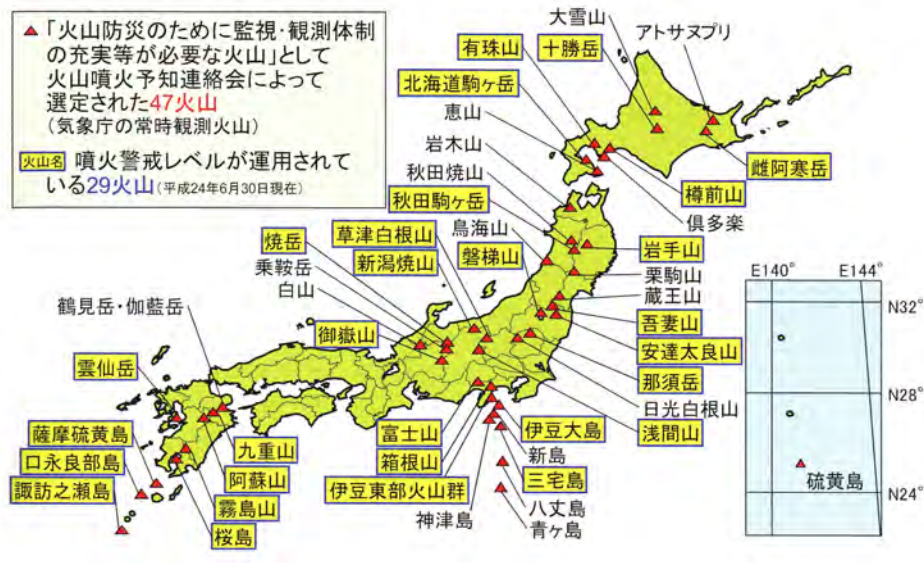 「火山防災のために監視・観測体制
の充実等が必要な火山」として
火山噴火予知連絡会によって
選定された47火山
（気象庁の常時観測火山）
火山名 噴火警戒レベルが運用されて
いる29火山（平成24年6月30日現在）
大雪山
アトサヌプリ
有珠山
十勝岳
北海道駒ヶ岳
恵山
岩木山
秋田焼山
秋田駒ヶ岳
雌阿寒岳
樽前山
倶多楽
鳥海山
草津白根山
焼岳
新潟焼山
磐梯山
岩手山
乗鞍岳
白山
栗駒山
蔵王山
鶴見岳・伽藍岳
御嶽山
吾妻山
安達太良山
雲仙岳
那須岳
日光白根山
浅間山
薩摩硫黄島
口永良部島
諏訪之瀬島
九重山
阿蘇山
霧島山
桜島
富士山
箱根山
伊豆東部火山群
神津島
伊豆大島
新島
三宅島
八丈島
青ヶ島
E140°
E144°
N32°
N28°
N24°
硫黄島